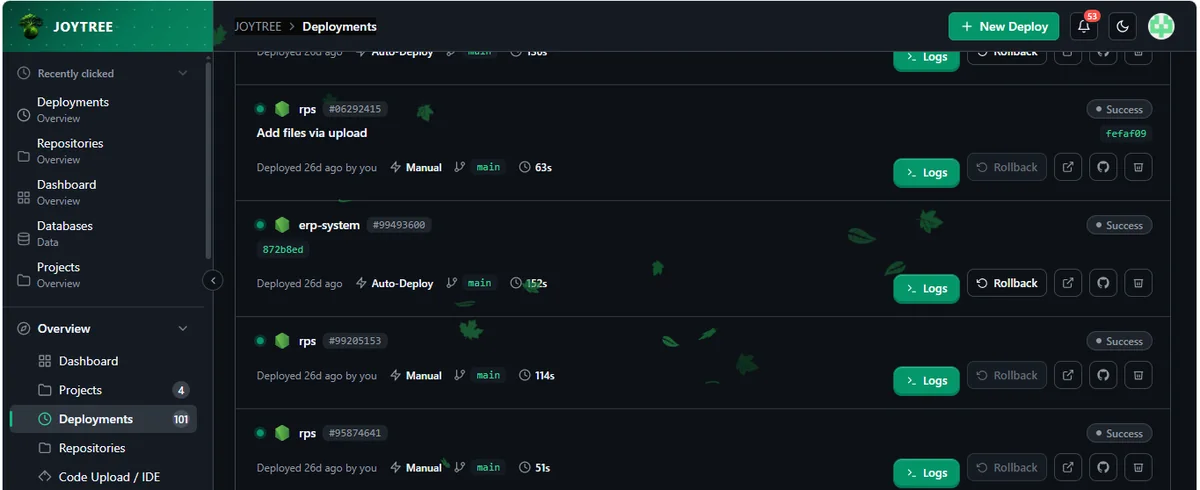 JOYTREE
JOYTREE > Deployments
+ New Deploy
53
Recently clicked
Deployments
Overview
Repositories
Overview
Dashboard
Overview
Databases
Data
Projects
Overview
Overview
Dashboard
Projects 4
Deployments 101
Repositories
Code Upload / IDE
Deployed 26d ago Auto-Deploy main 130s
>_ Logs Rollback
rps #06292415 Success
Add files via upload fefaf09
Deployed 26d ago by you Manual main 63s
>_ Logs Rollback
erp-system #99493600 Success
872b8ed
Deployed 26d ago Auto-Deploy main 152s
>_ Logs Rollback
rps #99205153 Success
Deployed 26d ago by you Manual main 114s
>_ Logs Rollback
rps #95874641 Success
Deployed 26d ago by you Manual main 51s
>_ Logs Rollback